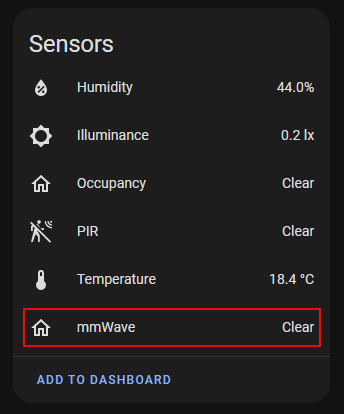 Sensors
Humidity 44.0%
Illuminance 0.2 lx
Occupancy Clear
PIR Clear
Temperature 18.4 °C
mmWave Clear
ADD TO DASHBOARD